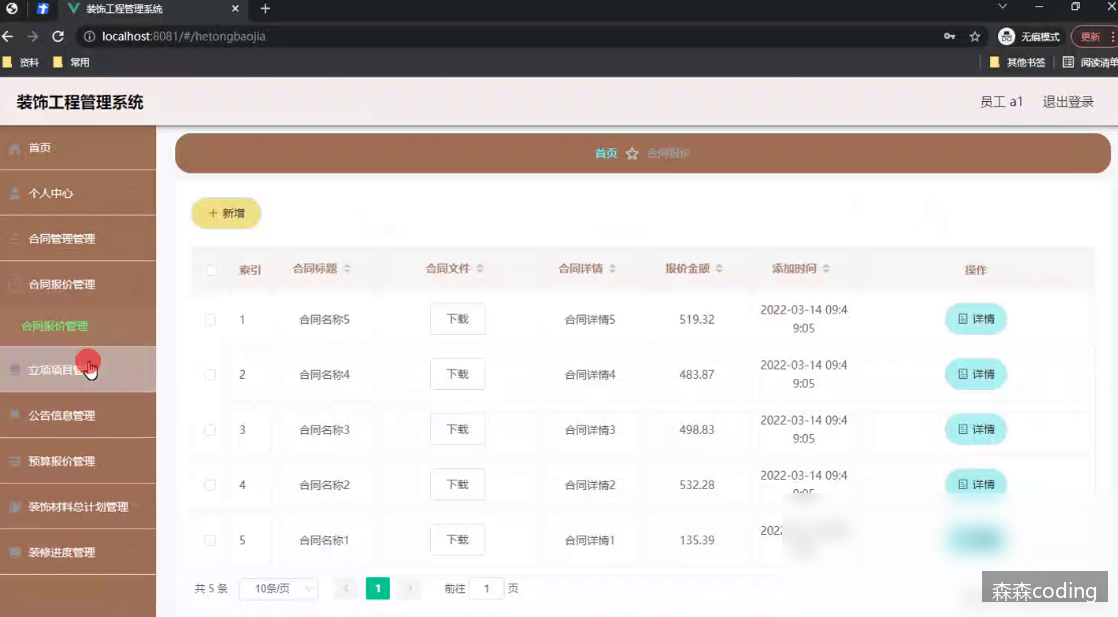 装饰工程管理系统
localhost:8081/#/hetongbaojia
无痕模式
更新
资料
常用
其他书签
阅读清单
装饰工程管理系统
员工 a1
退出登录
首页
个人中心
合同管理管理
合同报价管理
合同报价管理
立项项目管
公告信息管理
预算报价管理
装饰材料总计划管理
装修进度管理
首页 合同报价
+ 新增
索引 合同标题 合同文件 合同详情 报价金额 添加时间 操作
1 合同名称5 下载 合同详情5 519.32 2022-03-14 09:4 详情
9:05
2 合同名称4 下载 合同详情4 483.87 2022-03-14 09:4 详情
9:05
3 合同名称3 下载 合同详情3 498.83 2022-03-14 09:4 详情
9:05
4 合同名称2 下载 合同详情2 532.28 2022-03-14 09:4 详情
5 合同名称1 下载 合同详情1 135.39 202
共 5 条 10条/页 1 前往 1 页
森森coding